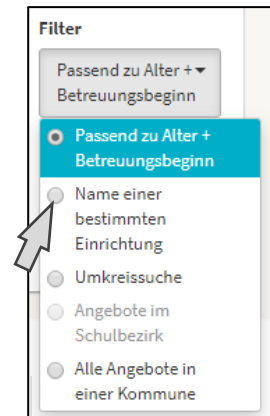 Filter
Passend zu Alter +
Betreuungsbeginn
Passend zu Alter +
Betreuungsbeginn
Name einer
bestimmten
Einrichtung
Umkreissuche
Angebote im
Schulbezirk
Alle Angebote in
einer Kommune